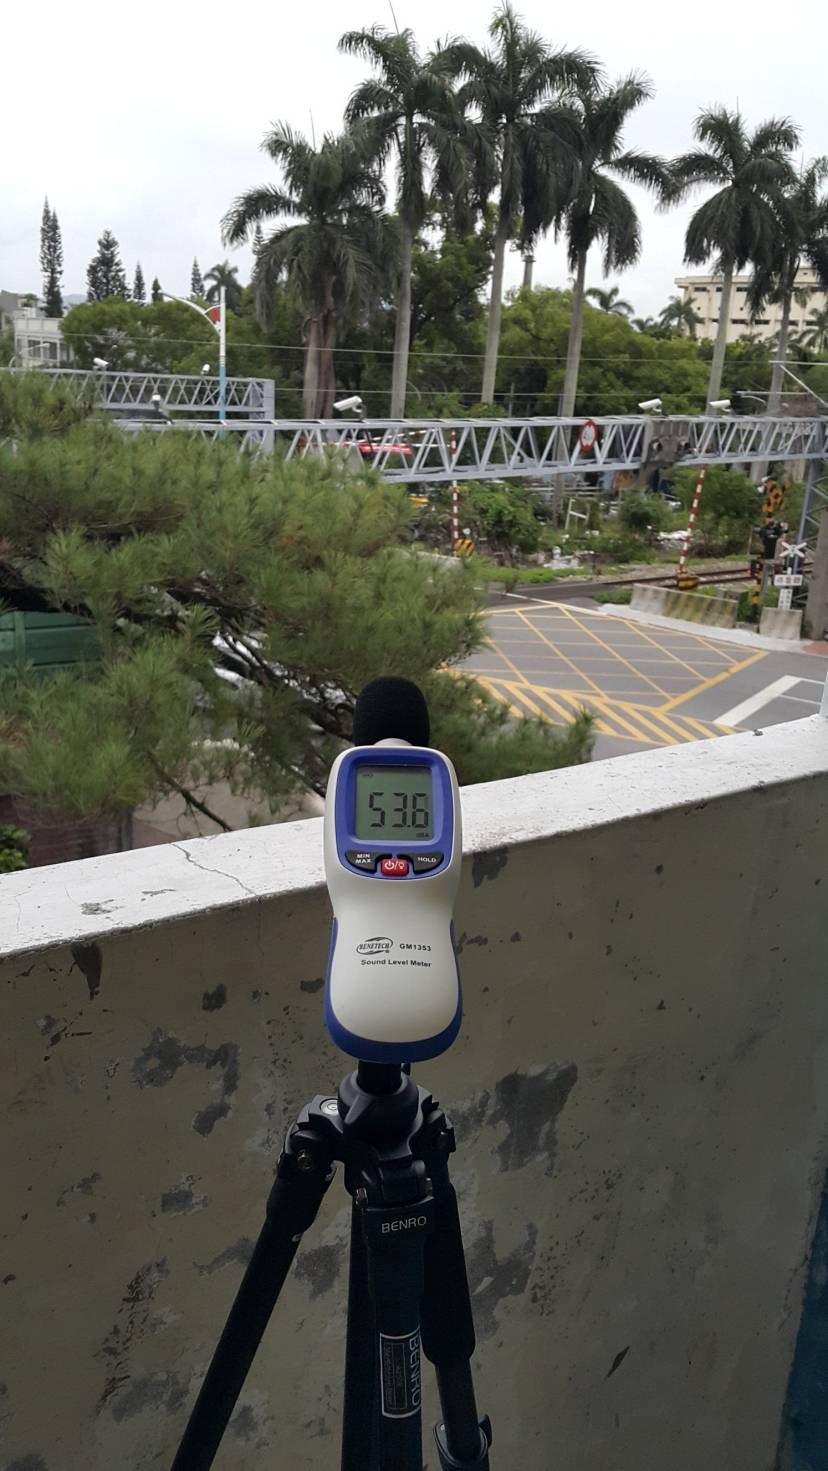 53.6
dBA
MIN
MAX
HOLD
BENETECH
GM1353
Sound Level Meter
BENRO
BENRO